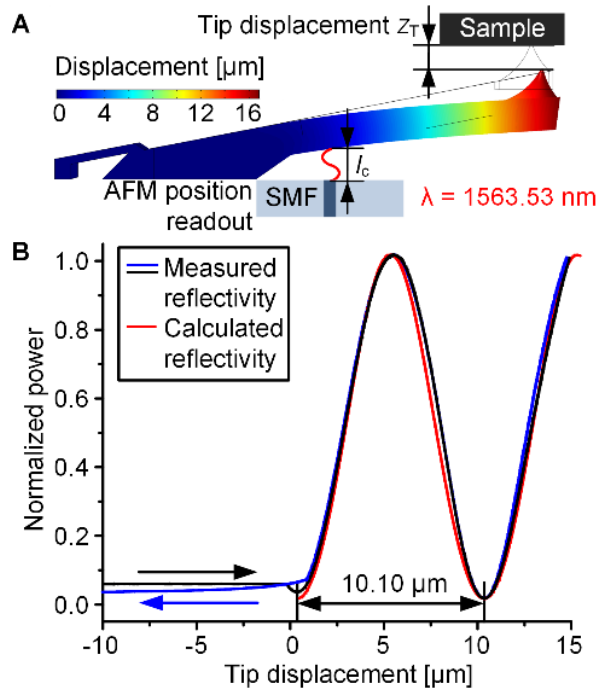 A
Tip displacement z_T
Sample
Displacement [µm]
0 4 8 12 16
l_c
AFM position
readout
SMF
λ = 1563.53 nm
B
Measured
reflectivity
Calculated
reflectivity
Normalized power
1.0
0.8
0.6
0.4
0.2
0.0
10.10 µm
-10 -5 0 5 10 15
Tip displacement [µm]